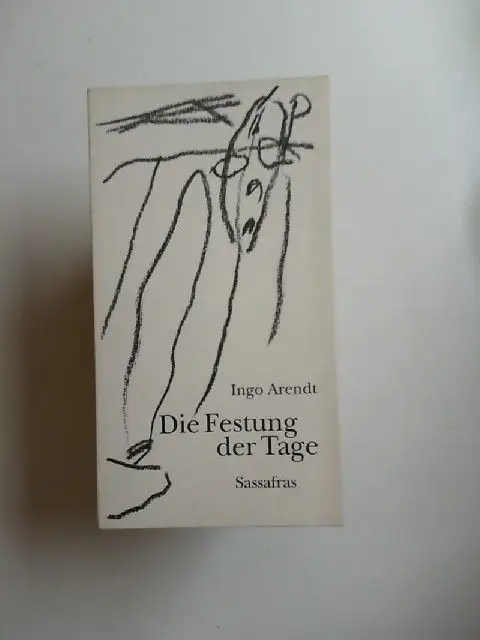 Ingo Arendt
Die Festung
der Tage
Sassafras